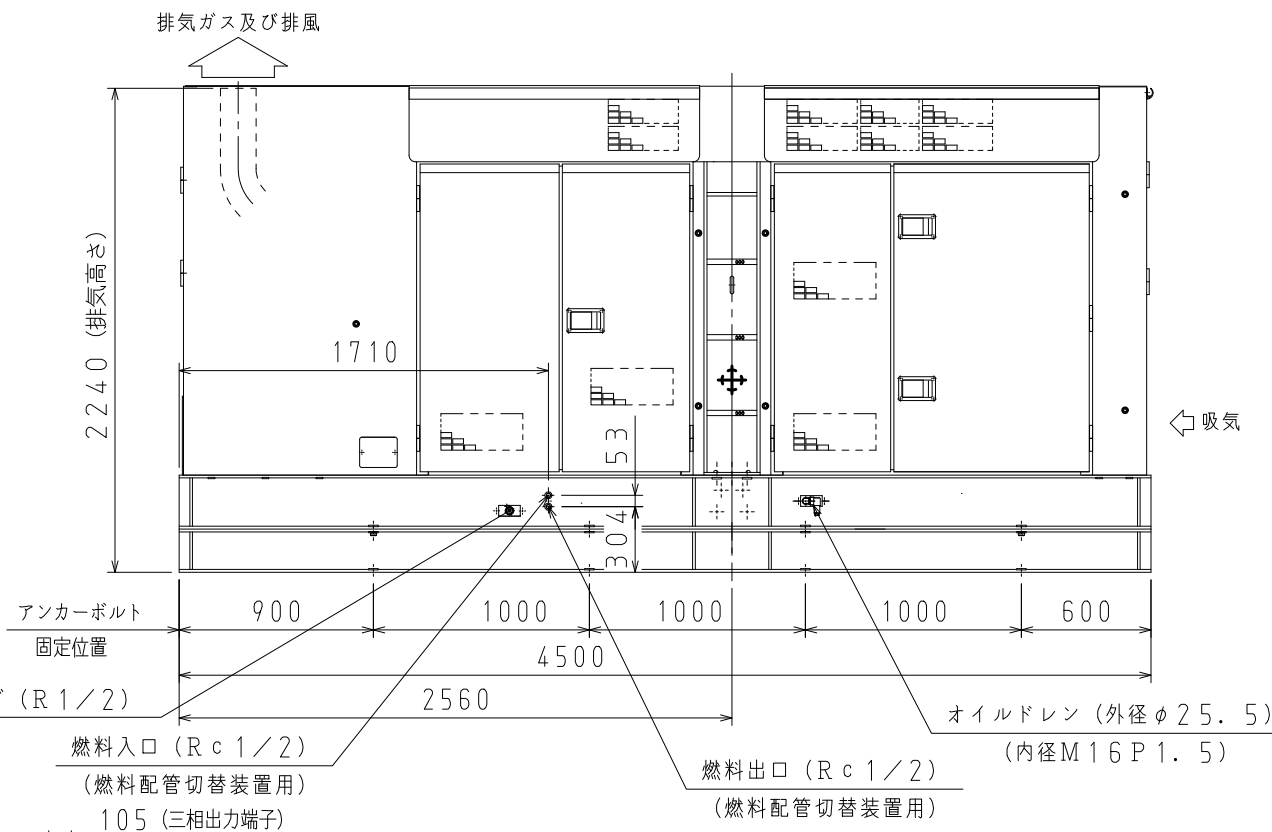 排気ガス及び排風
2240 (排気高さ)
1710
53
304
吸気
アンカーボルト
固定位置
900
1000
1000
1000
600
4500
2560
(R1/2)
燃料入口 (Rc1/2)
(燃料配管切替装置用)
105 (三相出力端子)
燃料出口 (Rc1/2)
(燃料配管切替装置用)
オイルドレン (外径φ25.5)
(内径M16P1.5)